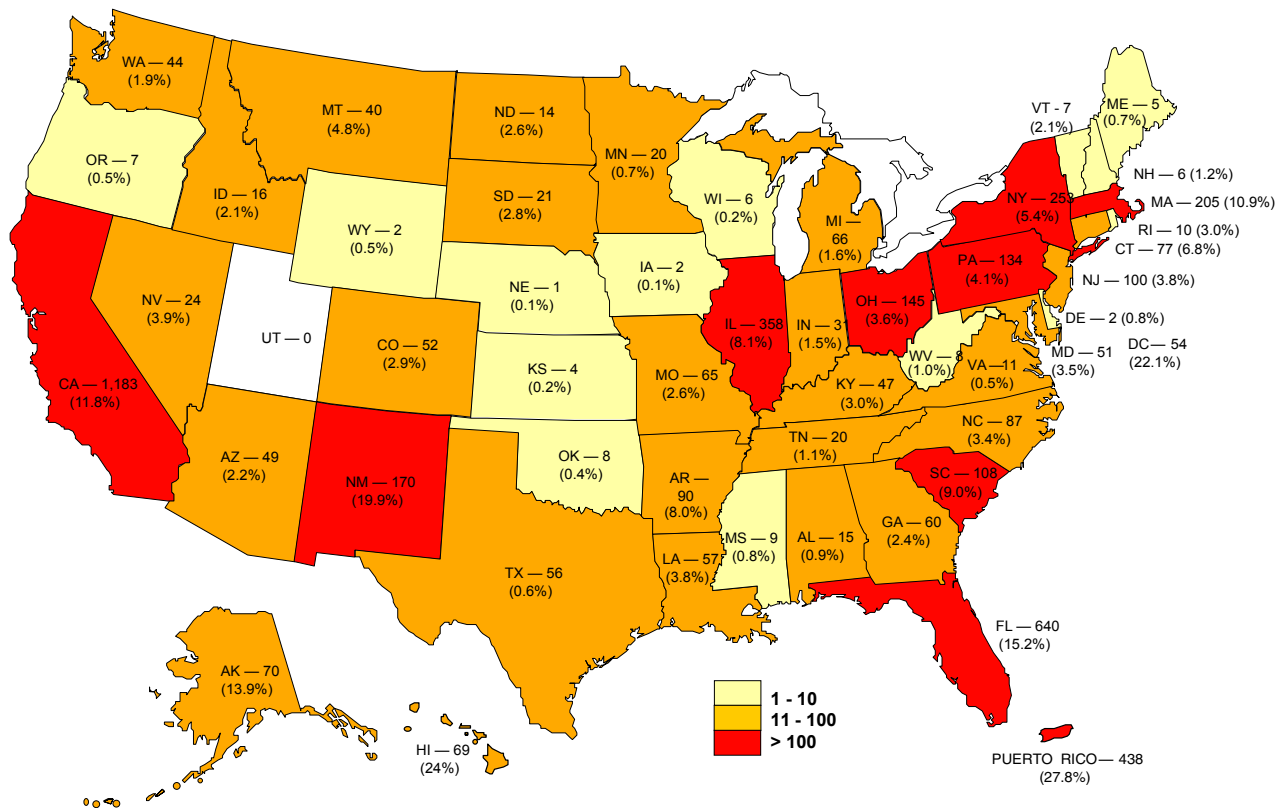 WA — 44
(1.9%)
MT — 40
(4.8%)
ND — 14
(2.6%)
MN — 20
(0.7%)
VT - 7
(2.1%)
ME — 5
(0.7%)
OR — 7
(0.5%)
ID — 16
(2.1%)
SD — 21
(2.8%)
WI — 6
(0.2%)
MI —
66
(1.6%)
NY — 253
(5.4%)
NH — 6 (1.2%)
MA — 205 (10.9%)
RI — 10 (3.0%)
CT — 77 (6.8%)
WY — 2
(0.5%)
IA — 2
(0.1%)
PA — 134
(4.1%)
NJ — 100 (3.8%)
NE — 1
(0.1%)
NV — 24
(3.9%)
OH — 145
(3.6%)
DE — 2 (0.8%)
UT — 0
CO — 52
(2.9%)
IL — 358
(8.1%)
IN — 31
(1.5%)
MD — 51
(3.5%)
DC — 54
(22.1%)
WV — 8
(1.0%)
VA—11
(0.5%)
CA — 1,183
(11.8%)
KS — 4
(0.2%)
MO — 65
(2.6%)
KY — 47
(3.0%)
NC — 87
(3.4%)
TN — 20
(1.1%)
AZ — 49
(2.2%)
NM — 170
(19.9%)
OK — 8
(0.4%)
AR —
90
(8.0%)
SC — 108
(9.0%)
GA — 60
(2.4%)
MS — 9
(0.8%)
AL — 15
(0.9%)
LA — 57
(3.8%)
TX — 56
(0.6%)
FL — 640
(15.2%)
AK — 70
(13.9%)
HI — 69
(24%)
1 - 10
11 - 100
> 100
PUERTO RICO — 438
(27.8%)